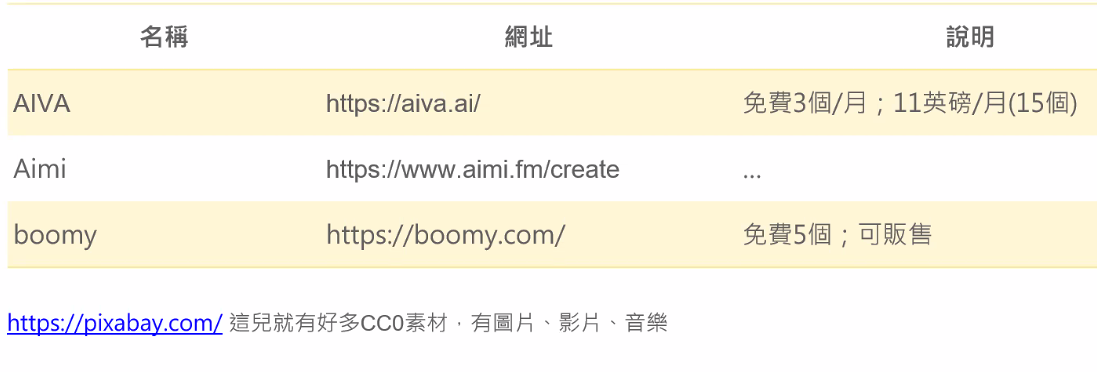 名稱 網址 說明
AIVA https://aiva.ai/ 免費3個/月；11英磅/月(15個)
Aimi https://www.aimi.fm/create ...
boomy https://boomy.com/ 免費5個；可販售
https://pixabay.com/ 這兒就有好多CC0素材，有圖片、影片、音樂